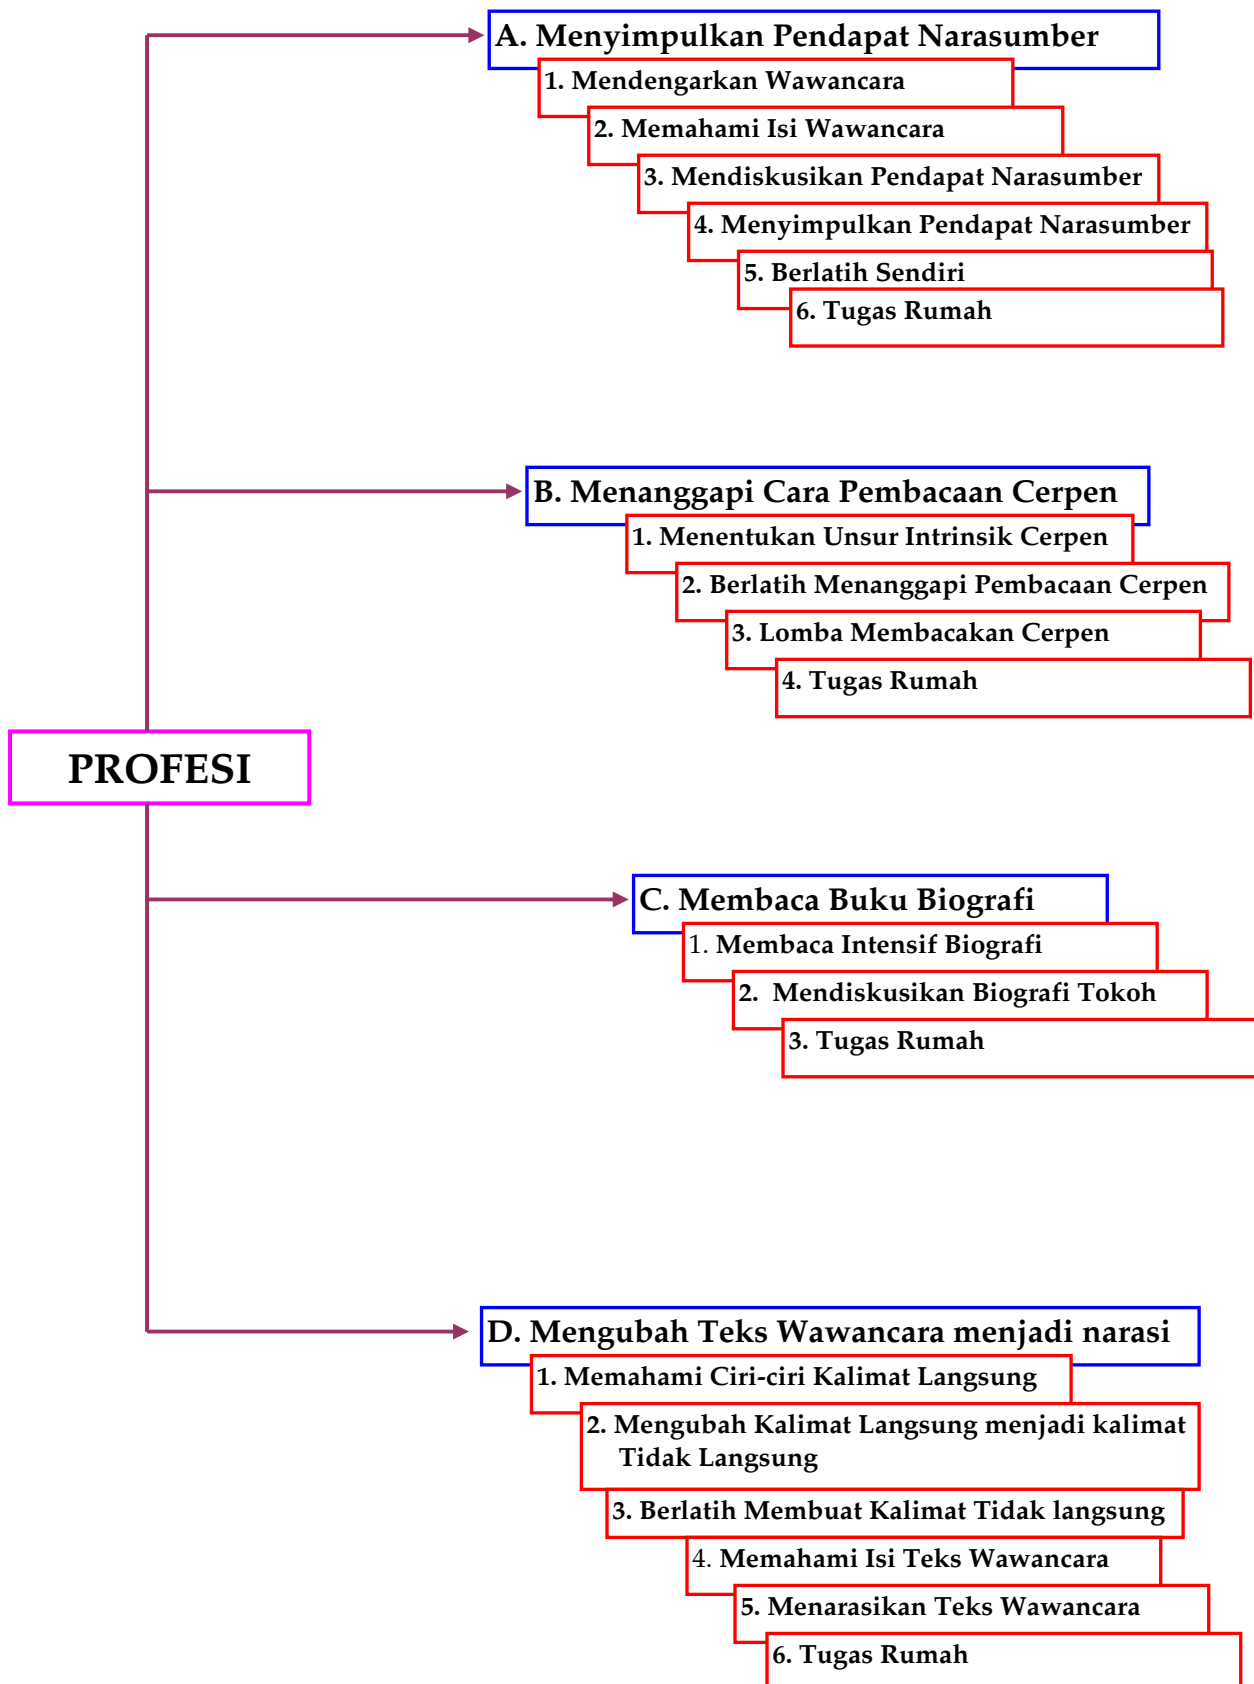 A. Menyimpulkan Pendapat Narasumber
1. Mendengarkan Wawancara
2. Memahami Isi Wawancara
3. Mendiskusikan Pendapat Narasumber
4. Menyimpulkan Pendapat Narasumber
5. Berlatih Sendiri
6. Tugas Rumah
B. Menanggapi Cara Pembacaan Cerpen
1. Menentukan Unsur Intrinsik Cerpen
2. Berlatih Menanggapi Pembacaan Cerpen
3. Lomba Membacakan Cerpen
4. Tugas Rumah
PROFESI
C. Membaca Buku Biografi
1. Membaca Intensif Biografi
2. Mendiskusikan Biografi Tokoh
3. Tugas Rumah
D. Mengubah Teks Wawancara menjadi narasi
1. Memahami Ciri-ciri Kalimat Langsung
2. Mengubah Kalimat Langsung menjadi kalimat
Tidak Langsung
3. Berlatih Membuat Kalimat Tidak langsung
4. Memahami Isi Teks Wawancara
5. Menarasikan Teks Wawancara
6. Tugas Rumah